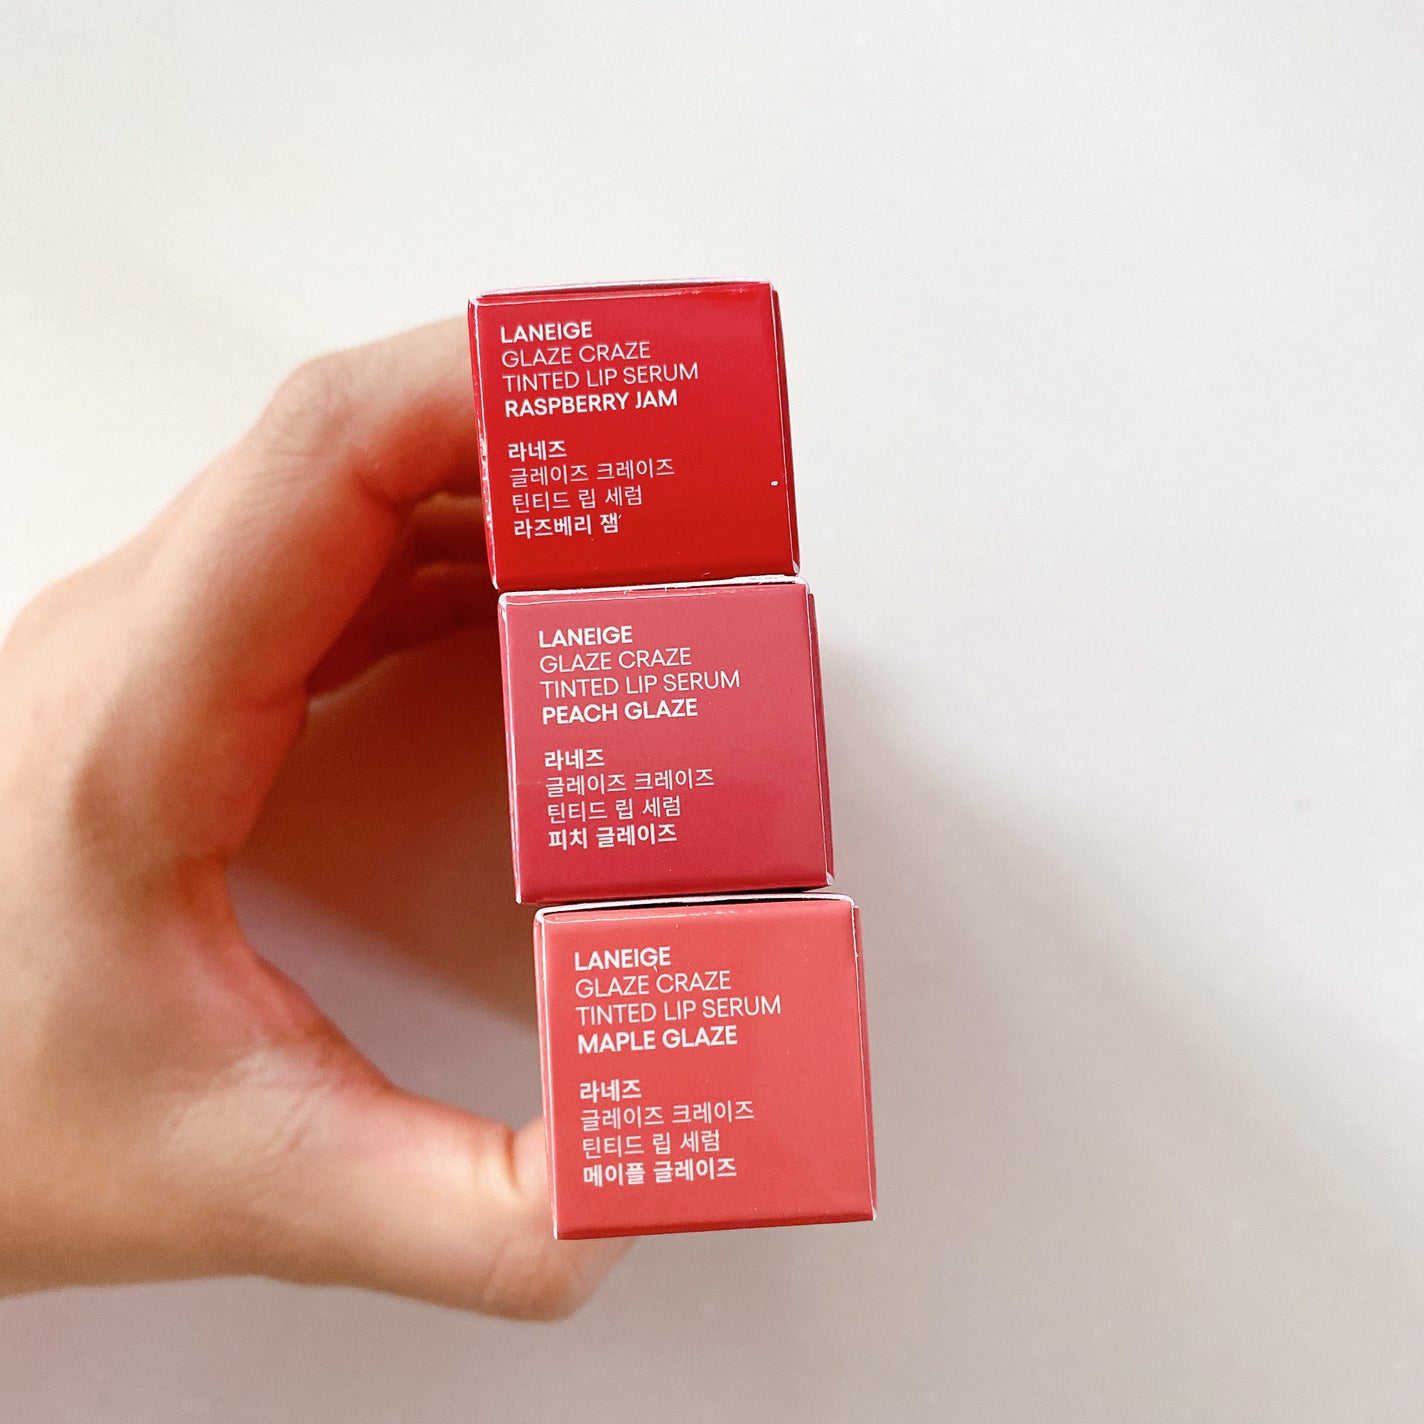 LANEIGE
GLAZE CRAZE
TINTED LIP SERUM
RASPBERRY JAM
라네즈
글레이즈 크레이즈
틴티드 립 세럼
라즈베리 잼
LANEIGE
GLAZE CRAZE
TINTED LIP SERUM
PEACH GLAZE
라네즈
글레이즈 크레이즈
틴티드 립 세럼
피치 글레이즈
LANEIGE
GLAZE CRAZE
TINTED LIP SERUM
MAPLE GLAZE
라네즈
글레이즈 크레이즈
틴티드 립 세럼
메이플 글레이즈